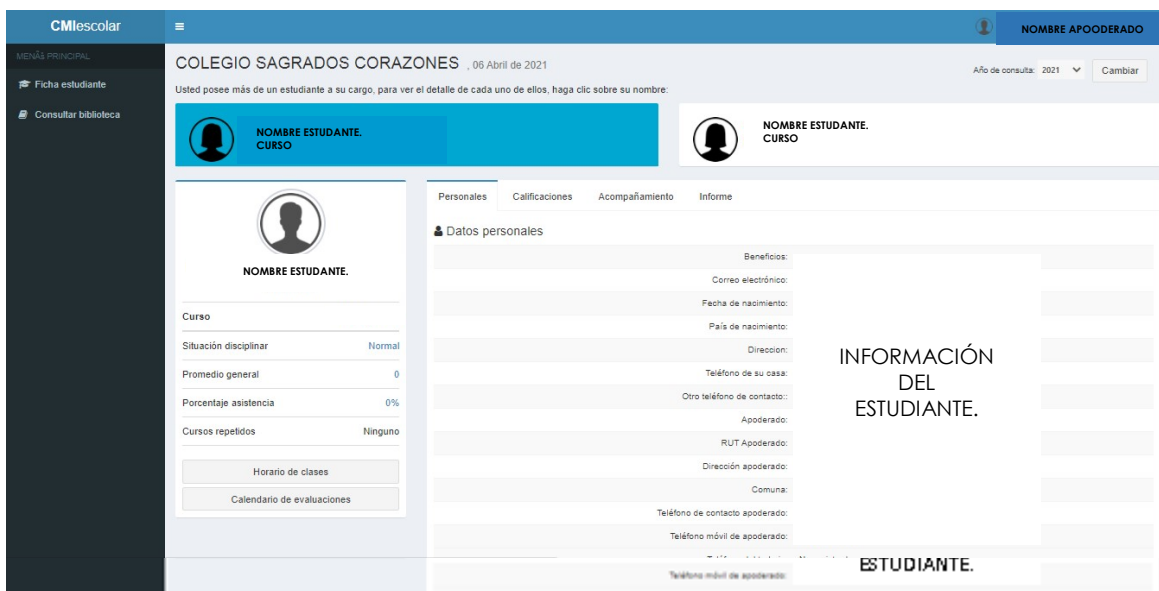 CMIescolar
NOMBRE APOODERADO
MENÃš PRINCIPAL
Ficha estudiante
Consultar biblioteca
COLEGIO SAGRADOS CORAZONES , 06 Abril de 2021
Año de consulta: 2021 Cambiar
Usted posee más de un estudiante a su cargo, para ver el detalle de cada uno de ellos, haga clic sobre su nombre:
NOMBRE ESTUDANTE.
CURSO
NOMBRE ESTUDANTE.
CURSO
NOMBRE ESTUDANTE.
Curso
Situación disciplinar Normal
Promedio general 0
Porcentaje asistencia 0%
Cursos repetidos Ninguno
Horario de clases
Calendario de evaluaciones
Personales Calificaciones Acompañamiento Informe
Datos personales
Beneficios:
Correo electrónico:
Fecha de nacimiento:
País de nacimiento:
Direccion:
Teléfono de su casa:
Otro teléfono de contacto::
Apoderado:
RUT Apoderado:
Dirección apoderado:
Comuna:
Teléfono de contacto apoderado:
Teléfono móvil de apoderado:
INFORMACIÓN
DEL
ESTUDIANTE.
ESTUDIANTE.
Teléfono móvil de apoderado: